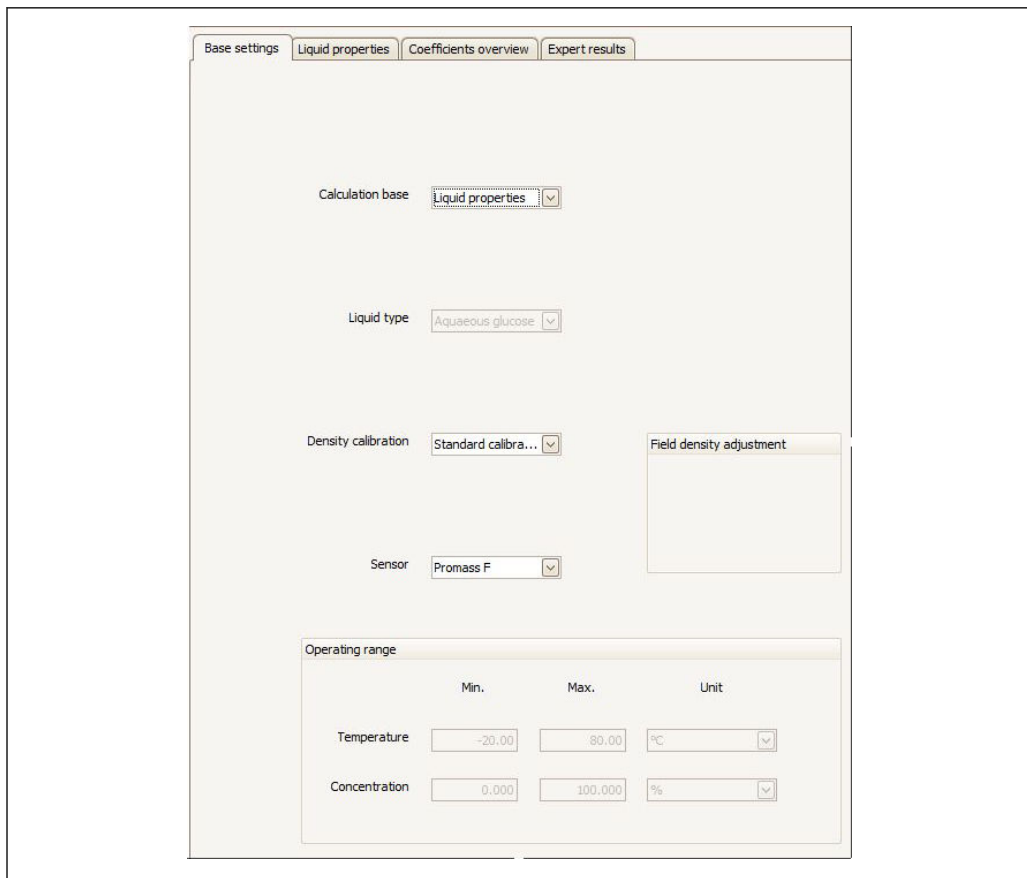 Base settings Liquid properties Coefficients overview Expert results
Calculation base Liquid properties
Liquid type Aquaeous glucose
Density calibration Standard calibra... Field density adjustment
Sensor Promass F
Operating range
Min. Max. Unit
Temperature -20.00 80.00 °C
Concentration 0.000 100.000 %